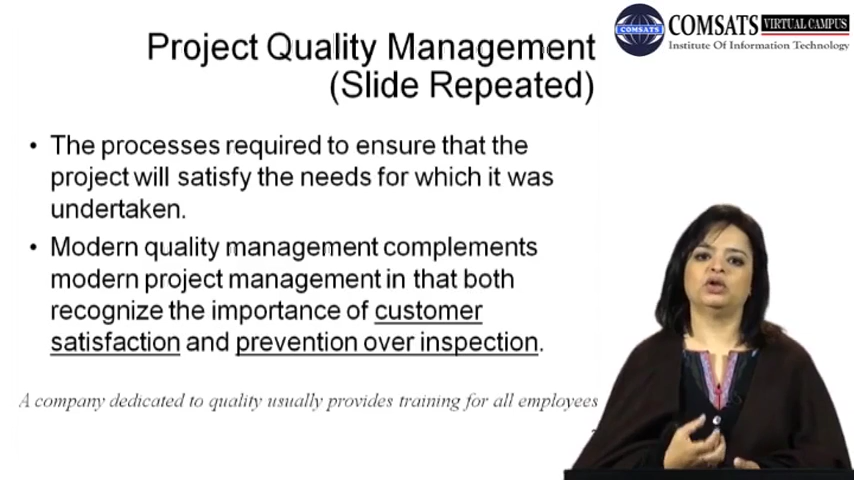 Project Quality Management
(Slide Repeated)
COMSATS
COMSATS VIRTUAL CAMPUS
Institute Of Information Technology
• The processes required to ensure that the
project will satisfy the needs for which it was
undertaken.
• Modern quality management complements
modern project management in that both
recognize the importance of customer
satisfaction and prevention over inspection.
A company dedicated to quality usually provides training for all employees